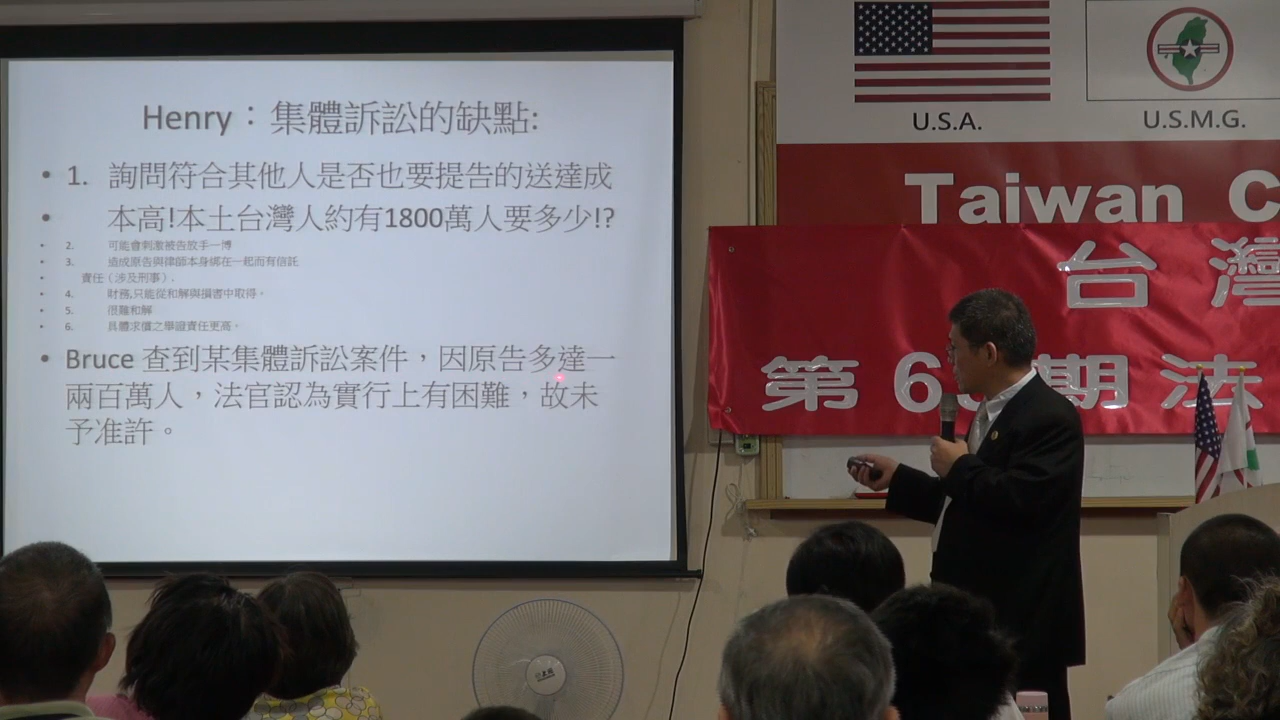 Henry：集體訴訟的缺點:
• 1. 詢問符合其他人是否也要提告的送達成
• 本高!本土台灣人約有1800萬人要多少!?
• 2. 可能會刺激被告放手一博
• 3. 造成原告與律師本身綁在一起而有信託
• 責任（涉及刑事）.
• 4. 財務,只能從和解與損害中取得。
• 5. 很難和解
• 6. 具體求償之舉證責任更高。
• Bruce 查到某集體訴訟案件，因原告多達一
兩百萬人，法官認為實行上有困難，故未
予准許。
U.S.A.
U.S.M.G.
Taiwan C
台灣
第6 期法